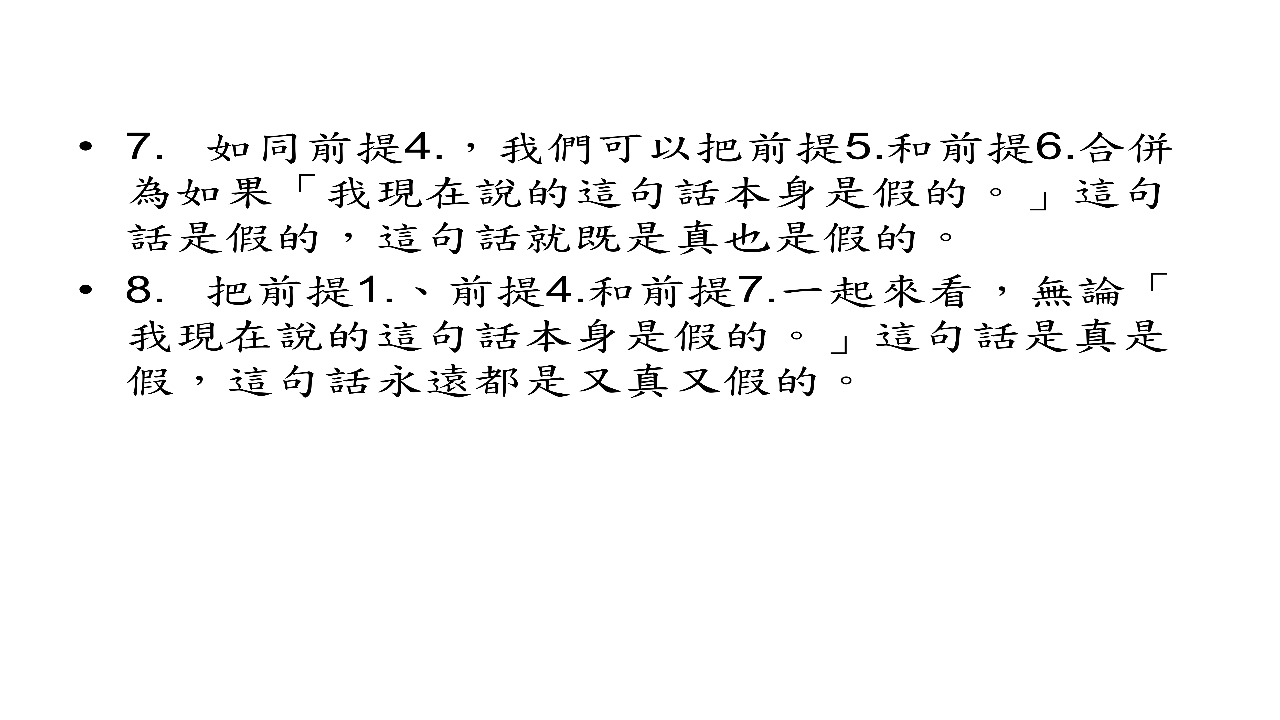 • 7. 如同前提4.，我們可以把前提5.和前提6.合併
為如果「我現在說的這句話本身是假的。」這句
話是假的，這句話就既是真也是假的。
• 8. 把前提1.、前提4.和前提7.一起來看，無論「
我現在說的這句話本身是假的。」這句話是真是
假，這句話永遠都是又真又假的。